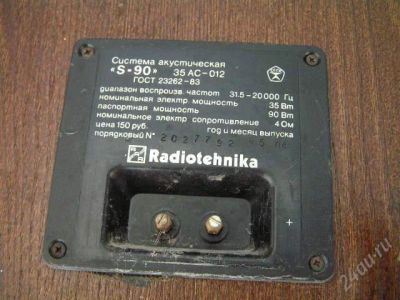 Система акустическая
«S-90» 35 АС-012
ГОСТ 23262-83
диапазон воспроизв. частот 31.5-20000 Гц
номинальная электр мощность 35 Вт
паспортная мощность 90 Вт
номинальное электр сопротивление 4 Ом
цена 150 руб. год и месяц выпуска
порядковый №
Radiotehnika
+
24au.ru